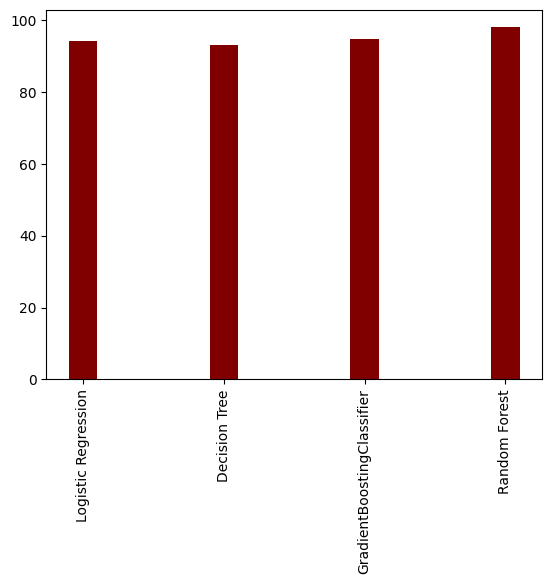 100
80
60
40
20
0
Logistic Regression
Decision Tree
GradientBoostingClassifier
Random Forest